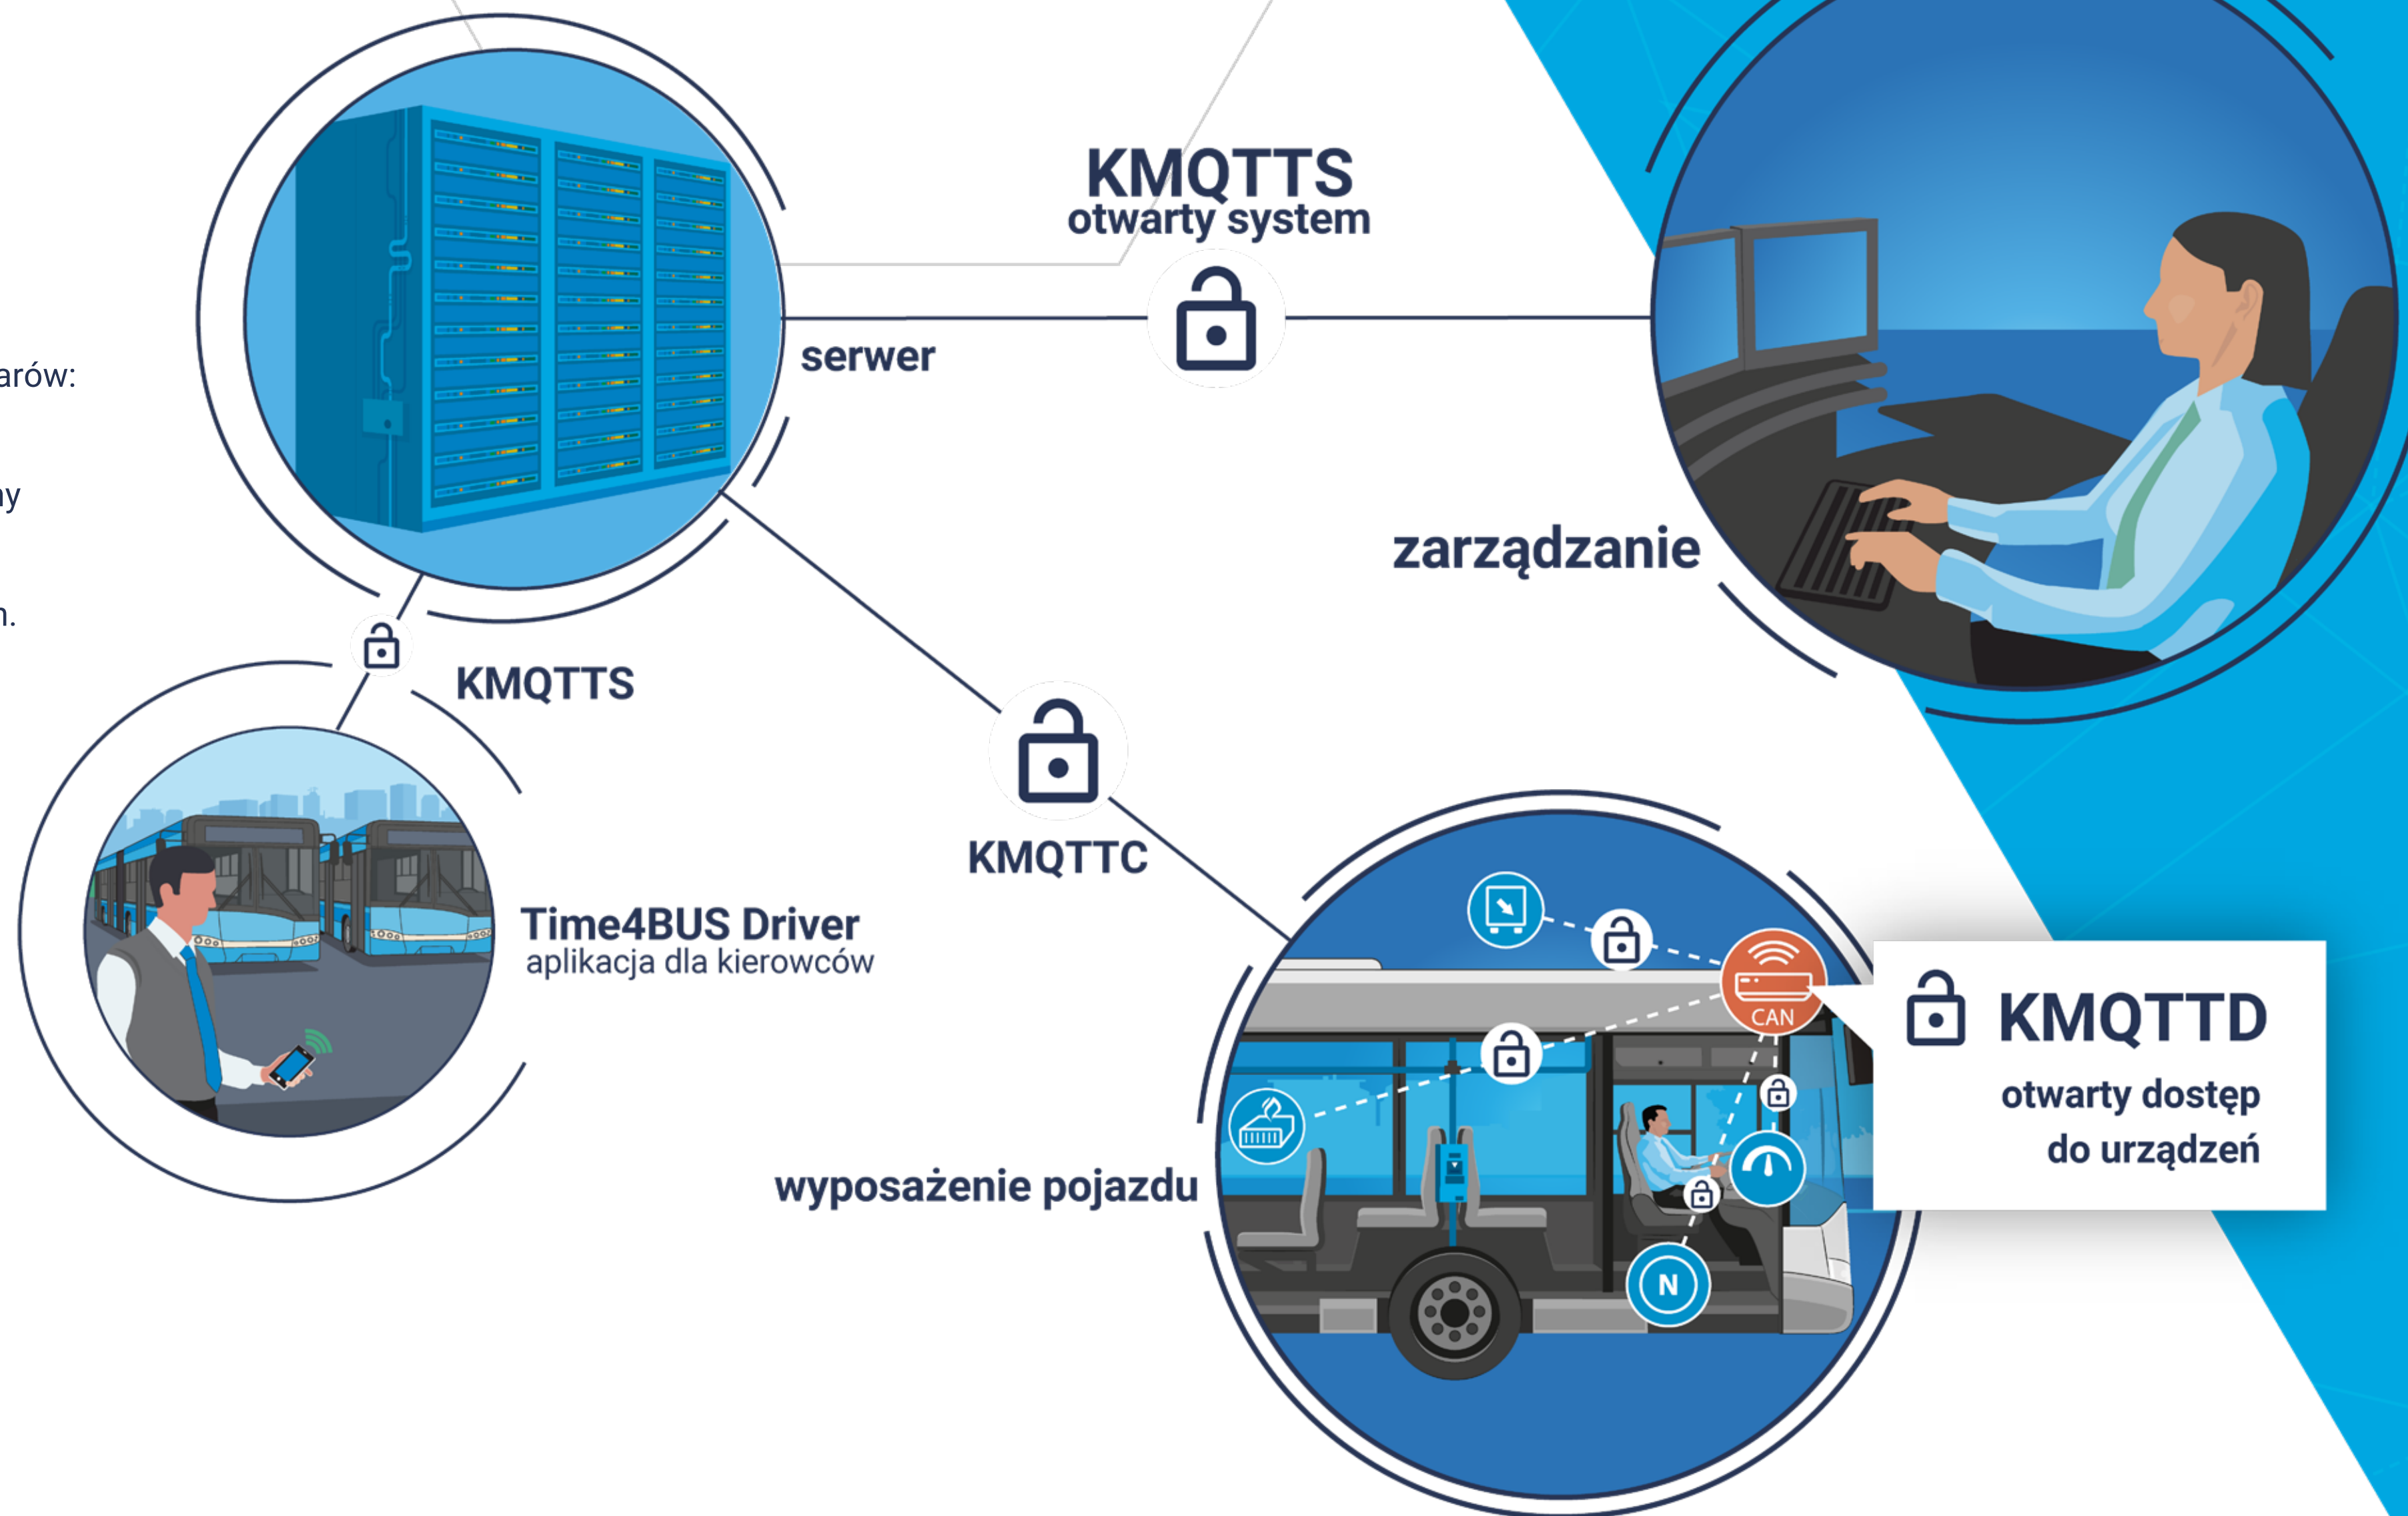 KMQTTS
otwarty system
serwer
arów:
ny
h.
zarządzanie
KMQTTS
KMQTTC
Time4BUS Driver
aplikacja dla kierowców
CAN
KMQTTD
otwarty dostęp
do urządzeń
wyposażenie pojazdu
N